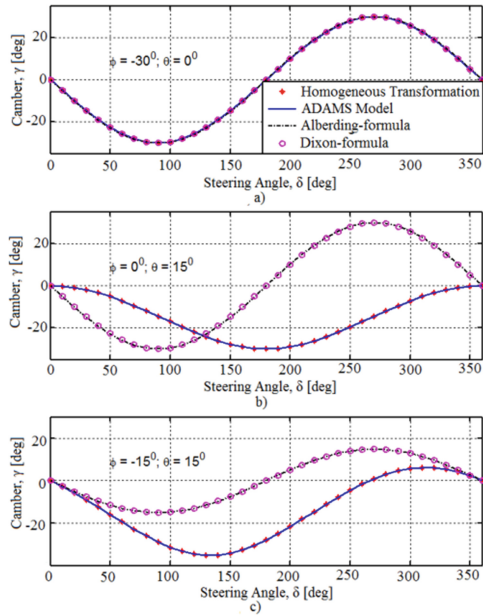 Camber, γ [deg]
20
0
-20
ϕ = -30⁰; θ = 0⁰
Homogeneous Transformation
ADAMS Model
Alberding-formula
Dixon-formula
0 50 100 150 200 250 300 350
Steering Angle, δ [deg]
a)
Camber, γ [deg]
20
0
-20
ϕ = 0⁰; θ = 15⁰
0 50 100 150 200 250 300 350
Steering Angle, δ [deg]
b)
Camber, γ [deg]
20
0
-20
ϕ = -15⁰; θ = 15⁰
0 50 100 150 200 250 300 350
Steering Angle, δ [deg]
c)